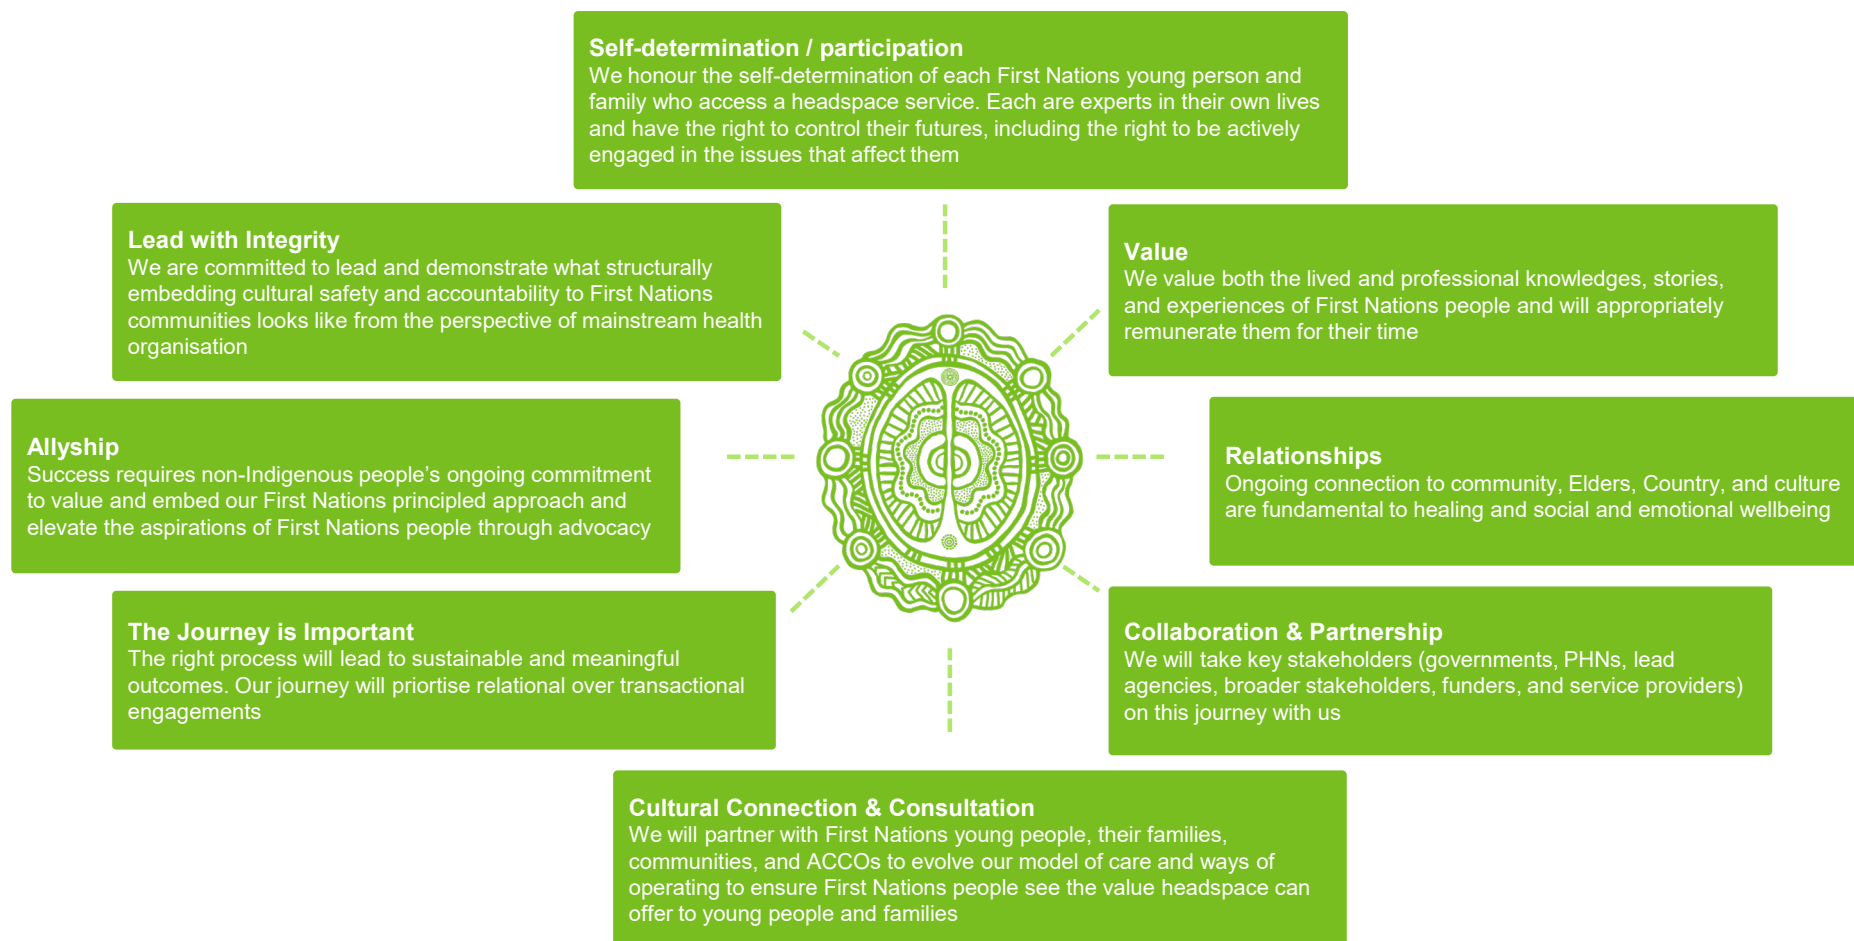 Self-determination / participation
We honour the self-determination of each First Nations young person and
family who access a headspace service. Each are experts in their own lives
and have the right to control their futures, including the right to be actively
engaged in the issues that affect them
Lead with Integrity
We are committed to lead and demonstrate what structurally
embedding cultural safety and accountability to First Nations
communities looks like from the perspective of mainstream health
organisation
Value
We value both the lived and professional knowledges, stories,
and experiences of First Nations people and will appropriately
remunerate them for their time
Allyship
Success requires non-Indigenous people’s ongoing commitment
to value and embed our First Nations principled approach and
elevate the aspirations of First Nations people through advocacy
Relationships
Ongoing connection to community, Elders, Country, and culture
are fundamental to healing and social and emotional wellbeing
The Journey is Important
The right process will lead to sustainable and meaningful
outcomes. Our journey will priortise relational over transactional
engagements
Collaboration & Partnership
We will take key stakeholders (governments, PHNs, lead
agencies, broader stakeholders, funders, and service providers)
on this journey with us
Cultural Connection & Consultation
We will partner with First Nations young people, their families,
communities, and ACCOs to evolve our model of care and ways of
operating to ensure First Nations people see the value headspace can
offer to young people and families